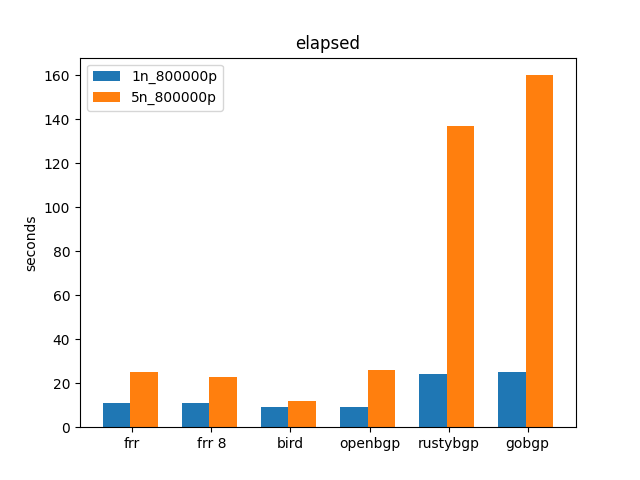 elapsed
1n_800000p
5n_800000p
seconds
160
140
120
100
80
60
40
20
0
frr
frr 8
bird
openbgp
rustybgp
gobgp